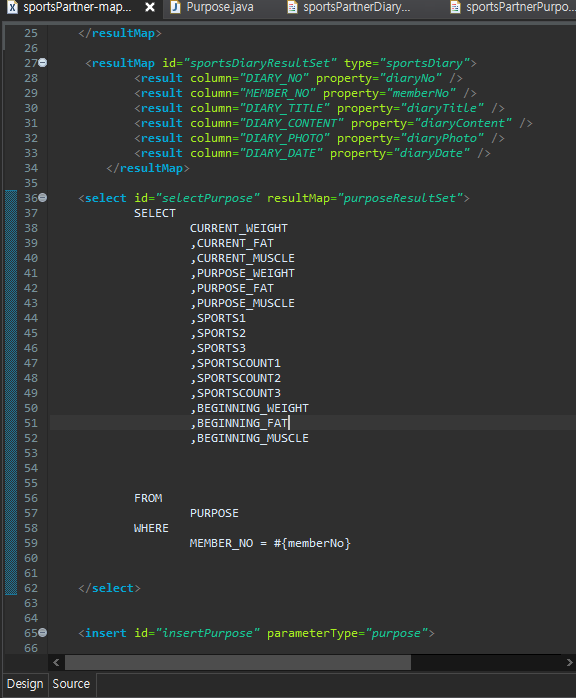 sportsPartner-map...
Purpose.java
sportsPartnerDiary...
sportsPartnerPurpo...
25 </resultMap>
26
27 <resultMap id="sportsDiaryResultSet" type="sportsDiary">
28 <result column="DIARY_NO" property="diaryNo" />
29 <result column="MEMBER_NO" property="memberNo" />
30 <result column="DIARY_TITLE" property="diaryTitle" />
31 <result column="DIARY_CONTENT" property="diaryContent" />
32 <result column="DIARY_PHOTO" property="diaryPhoto" />
33 <result column="DIARY_DATE" property="diaryDate" />
34 </resultMap>
35
36 <select id="selectPurpose" resultMap="purposeResultSet">
37 SELECT
38 CURRENT_WEIGHT
39 ,CURRENT_FAT
40 ,CURRENT_MUSCLE
41 ,PURPOSE_WEIGHT
42 ,PURPOSE_FAT
43 ,PURPOSE_MUSCLE
44 ,SPORTS1
45 ,SPORTS2
46 ,SPORTS3
47 ,SPORTSCOUNT1
48 ,SPORTSCOUNT2
49 ,SPORTSCOUNT3
50 ,BEGINNING_WEIGHT
51 ,BEGINNING_FAT
52 ,BEGINNING_MUSCLE
53
54
55
56 FROM
57 PURPOSE
58 WHERE
59 MEMBER_NO = #{memberNo}
60
61
62 </select>
63
64
65 <insert id="insertPurpose" parameterType="purpose">
66
Design Source